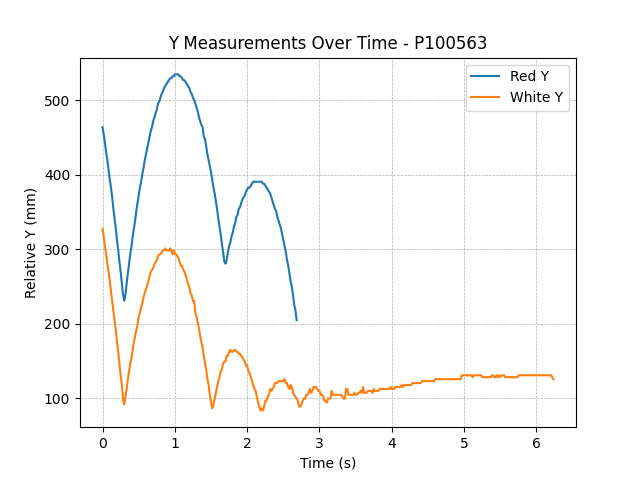 Y Measurements Over Time - P100563
Red Y
White Y
Relative Y (mm)
500
400
300
200
100
0 1 2 3 4 5 6
Time (s)